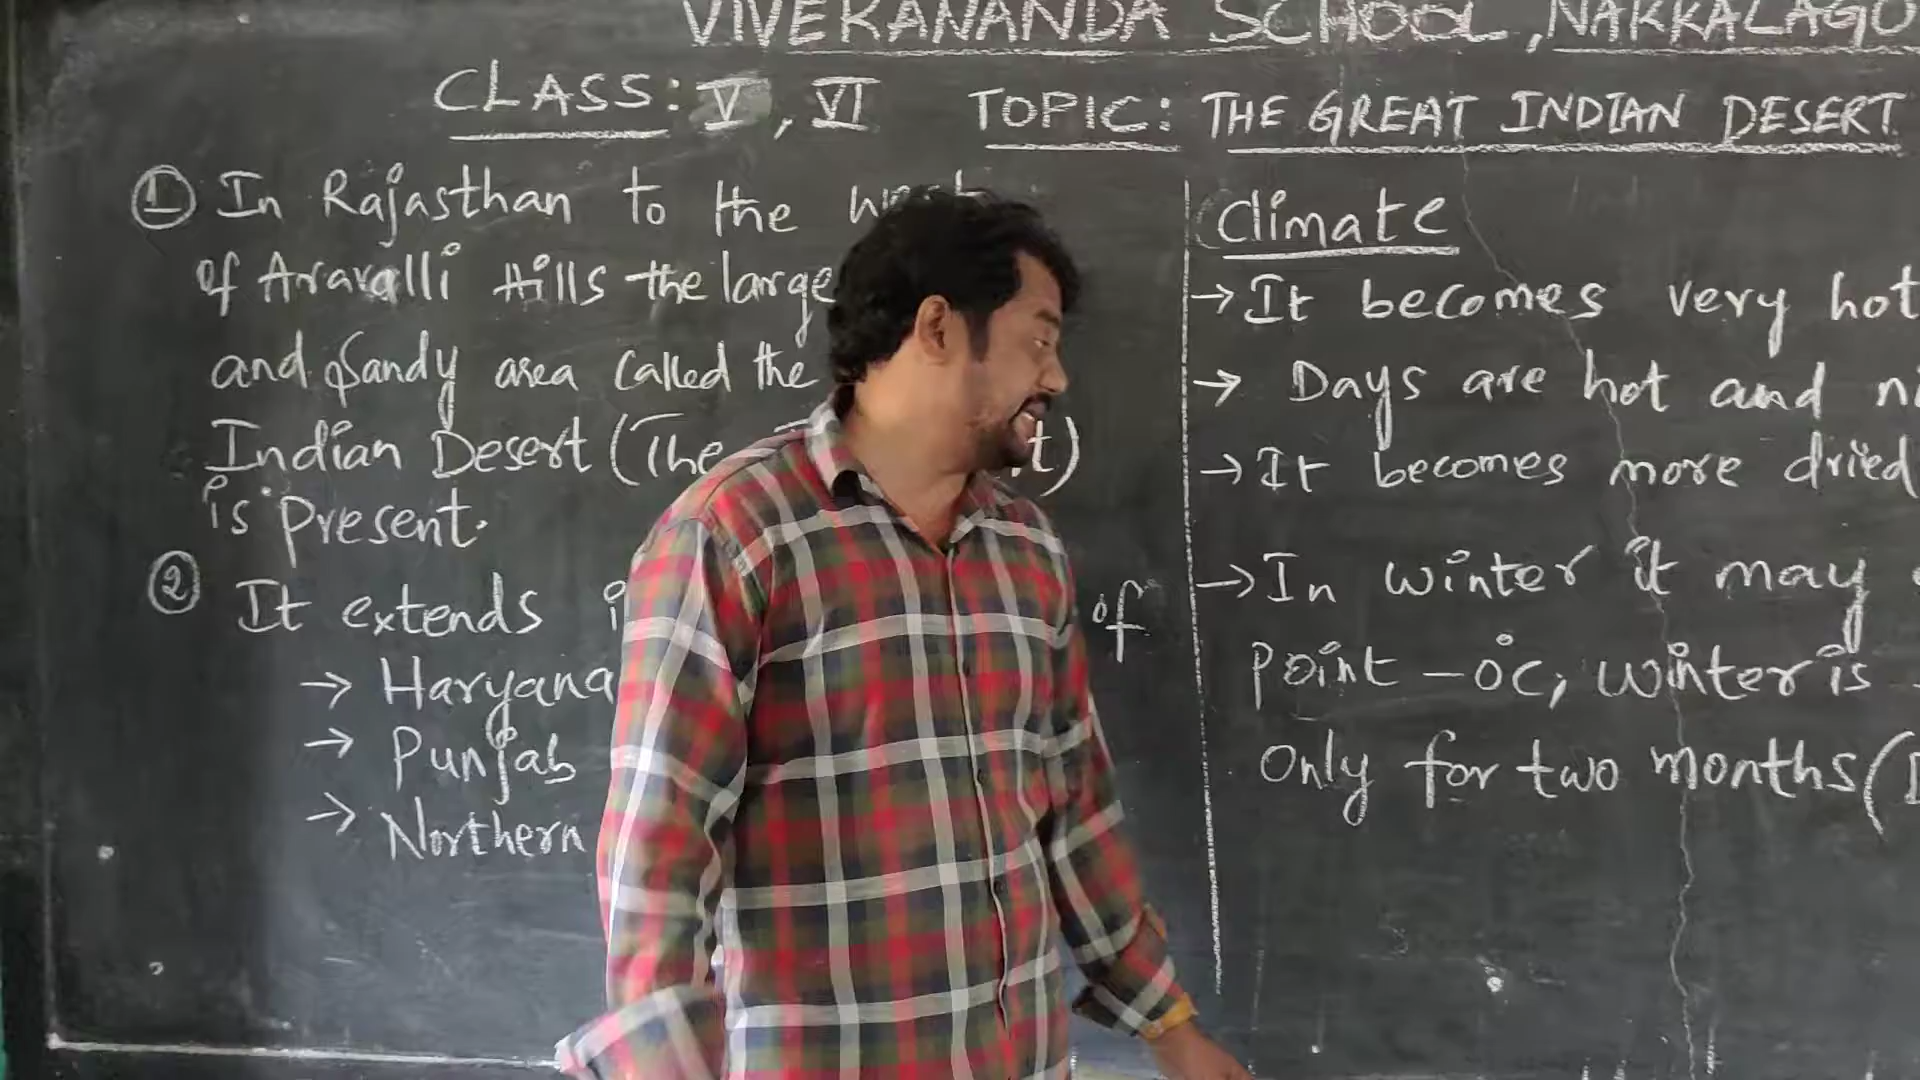 VIVEKANANDA SCHOOL, NAKKALAGU
CLASS: V, VI TOPIC: THE GREAT INDIAN DESERT
① In Rajasthan to the
of Aravalli Hills the large
and Sandy area Called the
Indian Desert (The
is Present.
② It extends of
→ Haryana
→ Punjab
→ Northern
Climate
→ It becomes very hot
→ Days are hot and
→ It becomes more dried
→ In winter it may
point -0°C, winter is
Only for two months (